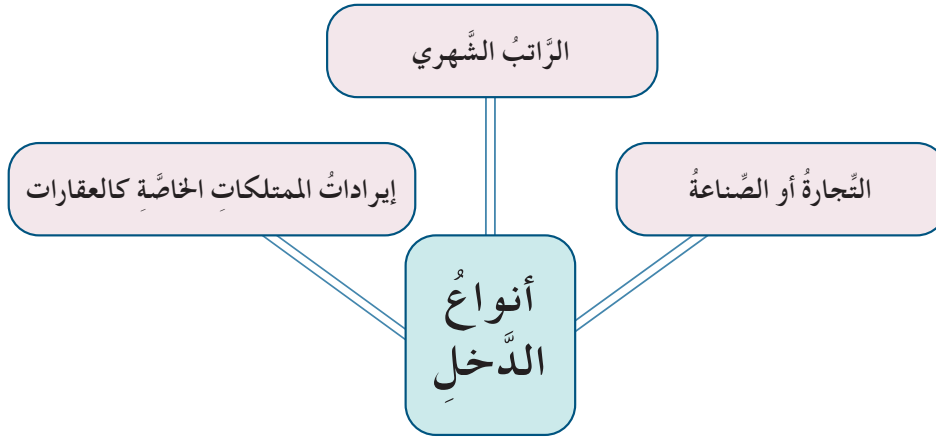 الرَّاتبُ الشَّهري
التِّجارةُ أو الصِّناعةُ
إيراداتُ الممتلكاتِ الخاصَّةِ كالعقارات
أنواعُ
الدَّخلِ